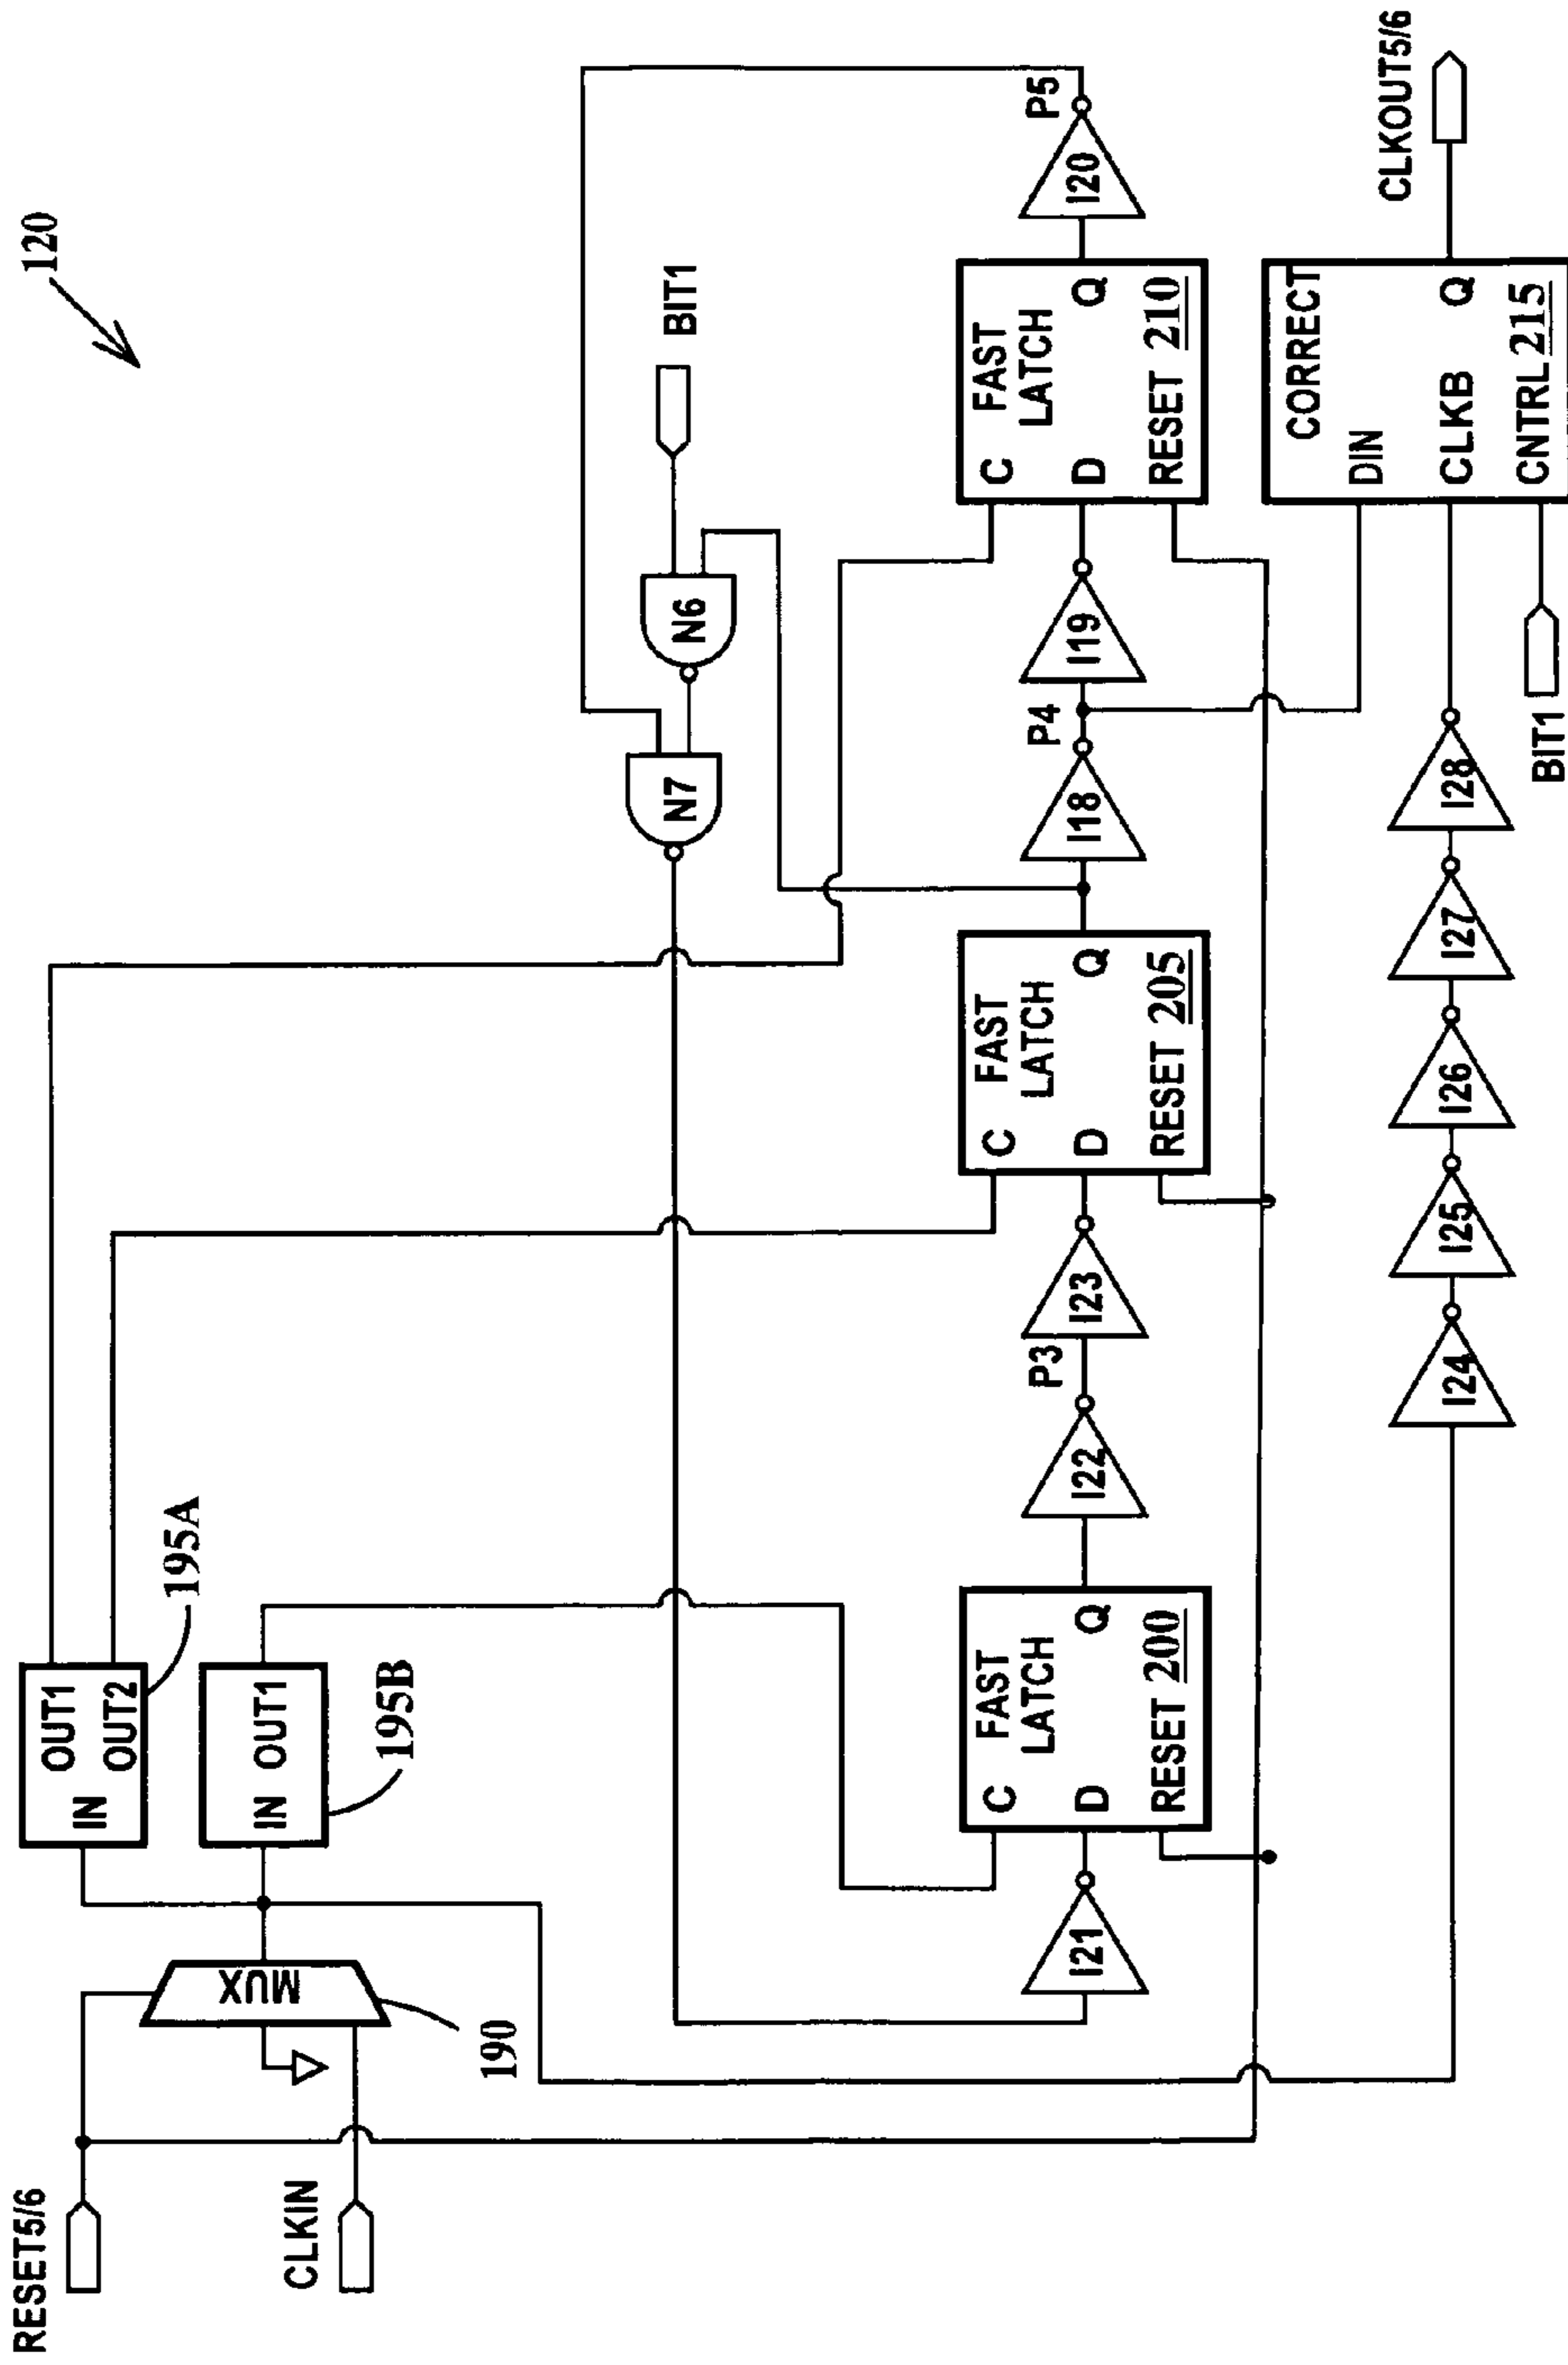 120
RESET5/6
CLKIN
MUX
190
IN
OUT1
OUT2
195A
IN
OUT1
195B
BIT1
N6
N7
I21
C
D
RESET
FAST
LATCH
Q
200
I22
P3
I23
C
D
RESET
FAST
LATCH
Q
205
I18
P4
I19
C
D
RESET
FAST
LATCH
Q
210
I20
P5
I24
I25
I26
I27
I28
BIT1
CORRECT
DIN
CLKB
Q
CNTRL
215
CLKOUT5/6